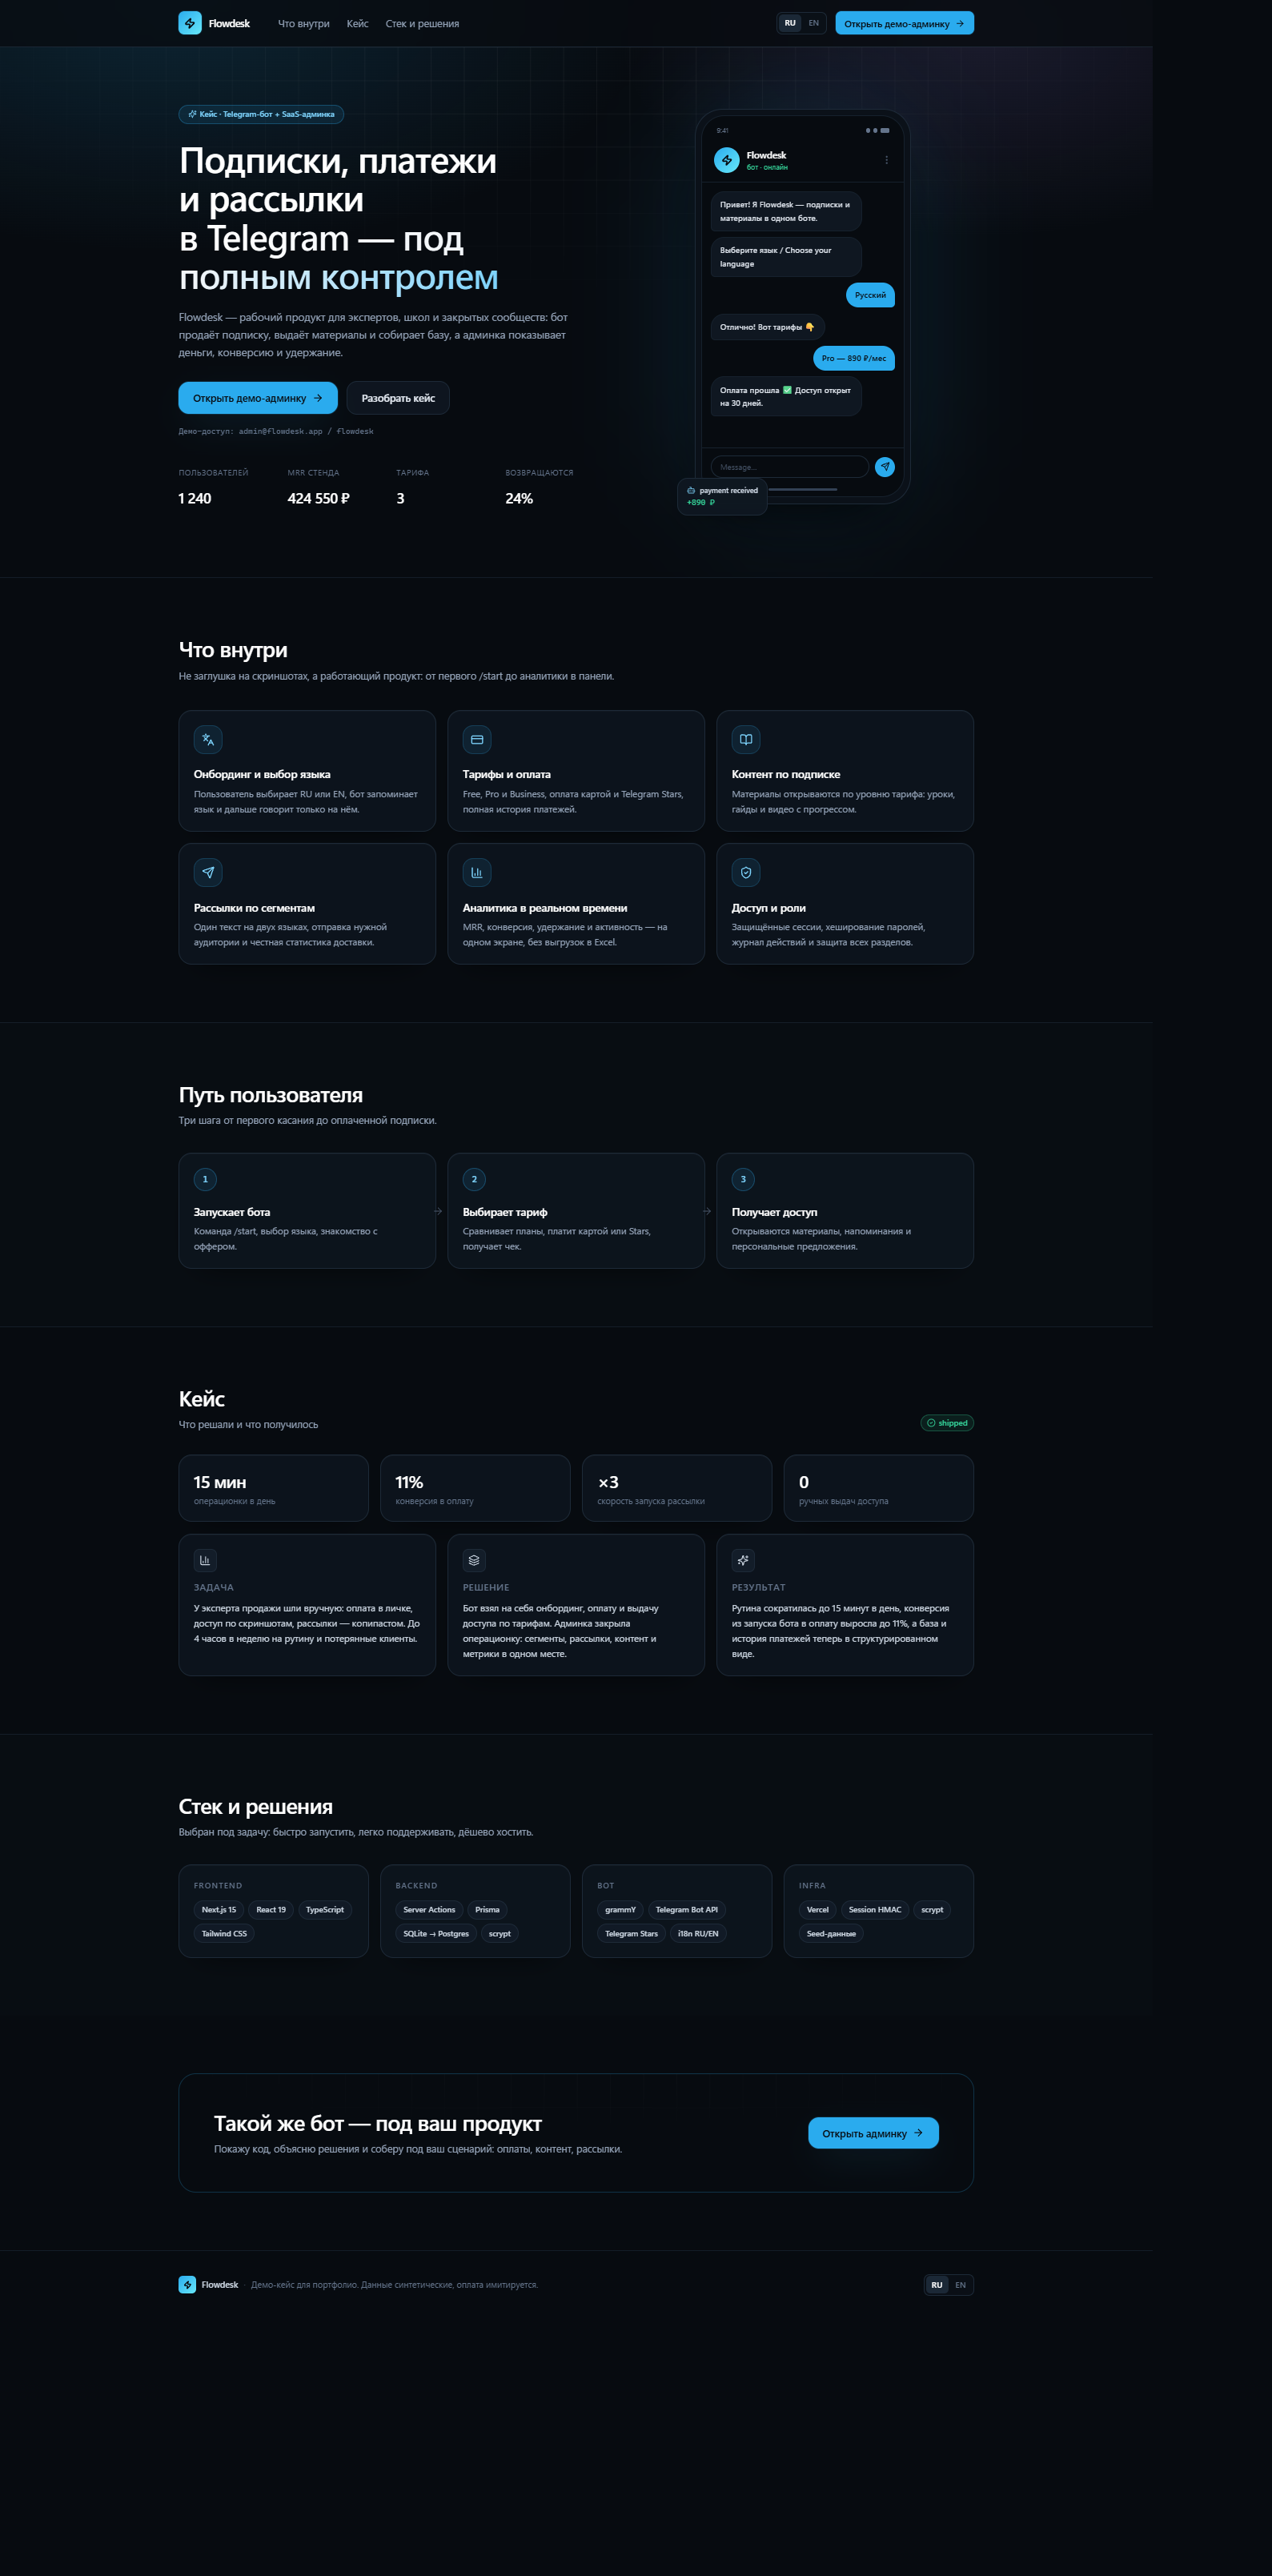 Flowdesk
Что внутри
Кейс
Стек и решения
RU EN
Открыть демо-админку
Кейс · Telegram-бот + SaaS-админка
Подписки, платежи
и рассылки
в Telegram — под
полным контролем
Flowdesk — рабочий продукт для экспертов, школ и закрытых сообществ: бот
продаёт подписку, выдаёт материалы и собирает базу, а админка показывает
деньги, конверсию и удержание.
Открыть демо-админку
Разобрать кейс
Демо-доступ: admin@flowdesk.app / flowdesk
ПОЛЬЗОВАТЕЛЕЙ
1 240
MRR СТЕНДА
424 550 ₽
ТАРИФА
3
ВОЗВРАЩАЮТСЯ
24%
9:41
Flowdesk
бот · онлайн
Привет! Я Flowdesk — подписки и
материалы в одном боте.
Выберите язык / Choose your
language
Русский
Отлично! Вот тарифы 👇
Pro — 890 ₽/мес
Оплата прошла ✅ Доступ открыт
на 30 дней.
Message...
payment received
+890 ₽
Что внутри
Не заглушка на скриншотах, а работающий продукт: от первого /start до аналитики в панели.
Онбординг и выбор языка
Пользователь выбирает RU или EN, бот запоминает
язык и дальше говорит только на нём.
Тарифы и оплата
Free, Pro и Business, оплата картой и Telegram Stars,
полная история платежей.
Контент по подписке
Материалы открываются по уровню тарифа: уроки,
гайды и видео с прогрессом.
Рассылки по сегментам
Один текст на двух языках, отправка нужной
аудитории и честная статистика доставки.
Аналитика в реальном времени
MRR, конверсия, удержание и активность — на
одном экране, без выгрузок в Excel.
Доступ и роли
Защищённые сессии, хеширование паролей,
журнал действий и защита всех разделов.
Путь пользователя
Три шага от первого касания до оплаченной подписки.
1
Запускает бота
Команда /start, выбор языка, знакомство с
оффером.
2
Выбирает тариф
Сравнивает планы, платит картой или Stars,
получает чек.
3
Получает доступ
Открываются материалы, напоминания и
персональные предложения.
Кейс
Что решали и что получилось
shipped
15 мин
операционки в день
11%
конверсия в оплату
×3
скорость запуска рассылки
0
ручных выдач доступа
ЗАДАЧА
У эксперта продажи шли вручную: оплата в личке,
доступ по скриншотам, рассылки — копипастом. До
4 часов в неделю на рутину и потерянные клиенты.
РЕШЕНИЕ
Бот взял на себя онбординг, оплату и выдачу
доступа по тарифам. Админка закрыла
операционку: сегменты, рассылки, контент и
метрики в одном месте.
РЕЗУЛЬТАТ
Рутина сократилась до 15 минут в день, конверсия
из запуска бота в оплату выросла до 11%, а база и
история платежей теперь в структурированном
виде.
Стек и решения
Выбран под задачу: быстро запустить, легко поддерживать, дёшево хостить.
FRONTEND
Next.js 15 React 19 TypeScript
Tailwind CSS
BACKEND
Server Actions Prisma
SQLite → Postgres scrypt
BOT
grammY Telegram Bot API
Telegram Stars i18n RU/EN
INFRA
Vercel Session HMAC scrypt
Seed-данные
Такой же бот — под ваш продукт
Покажу код, объясню решения и соберу под ваш сценарий: оплаты, контент, рассылки.
Открыть админку
Flowdesk · Демо-кейс для портфолио. Данные синтетические, оплата имитируется.
RU EN